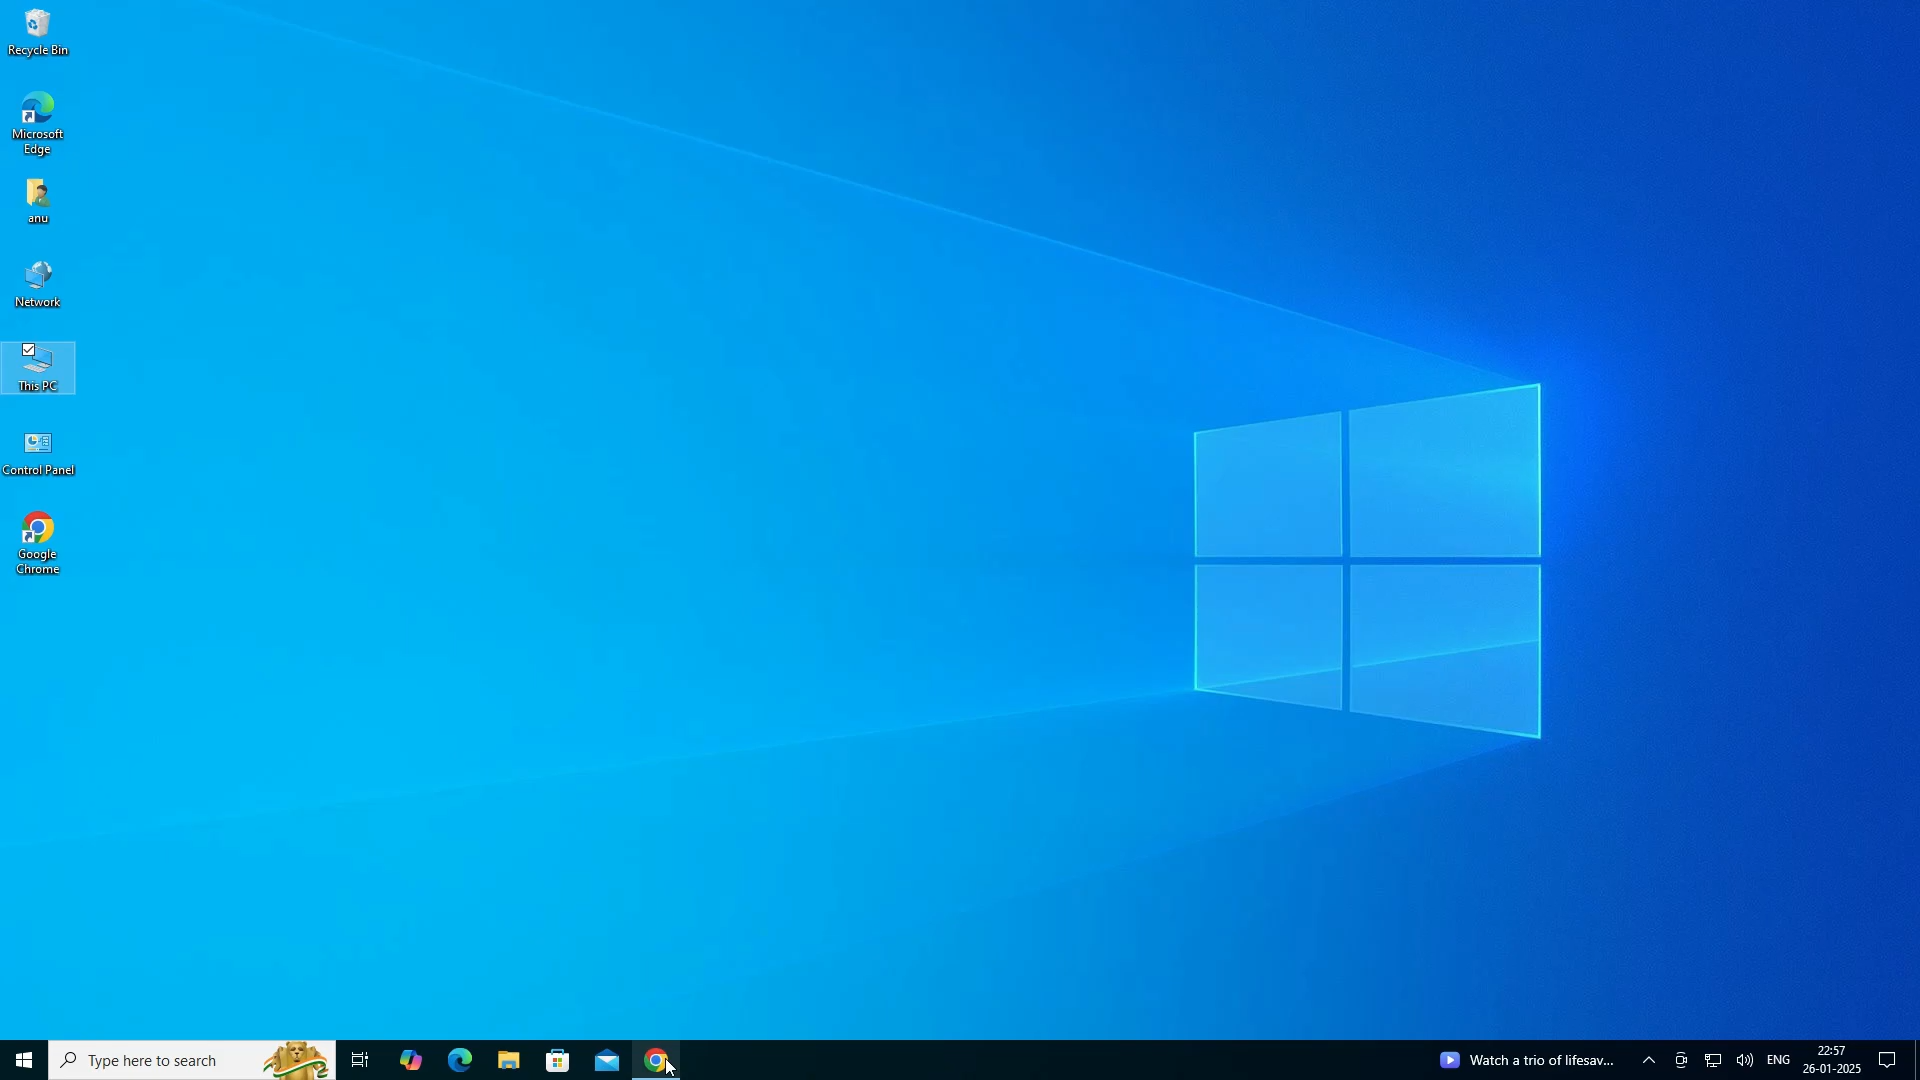 Recycle Bin
Microsoft
Edge
anu
Network
This PC
Control Panel
Google
Chrome
Type here to search
Watch a trio of lifesav...
ENG
22:57
26-01-2025